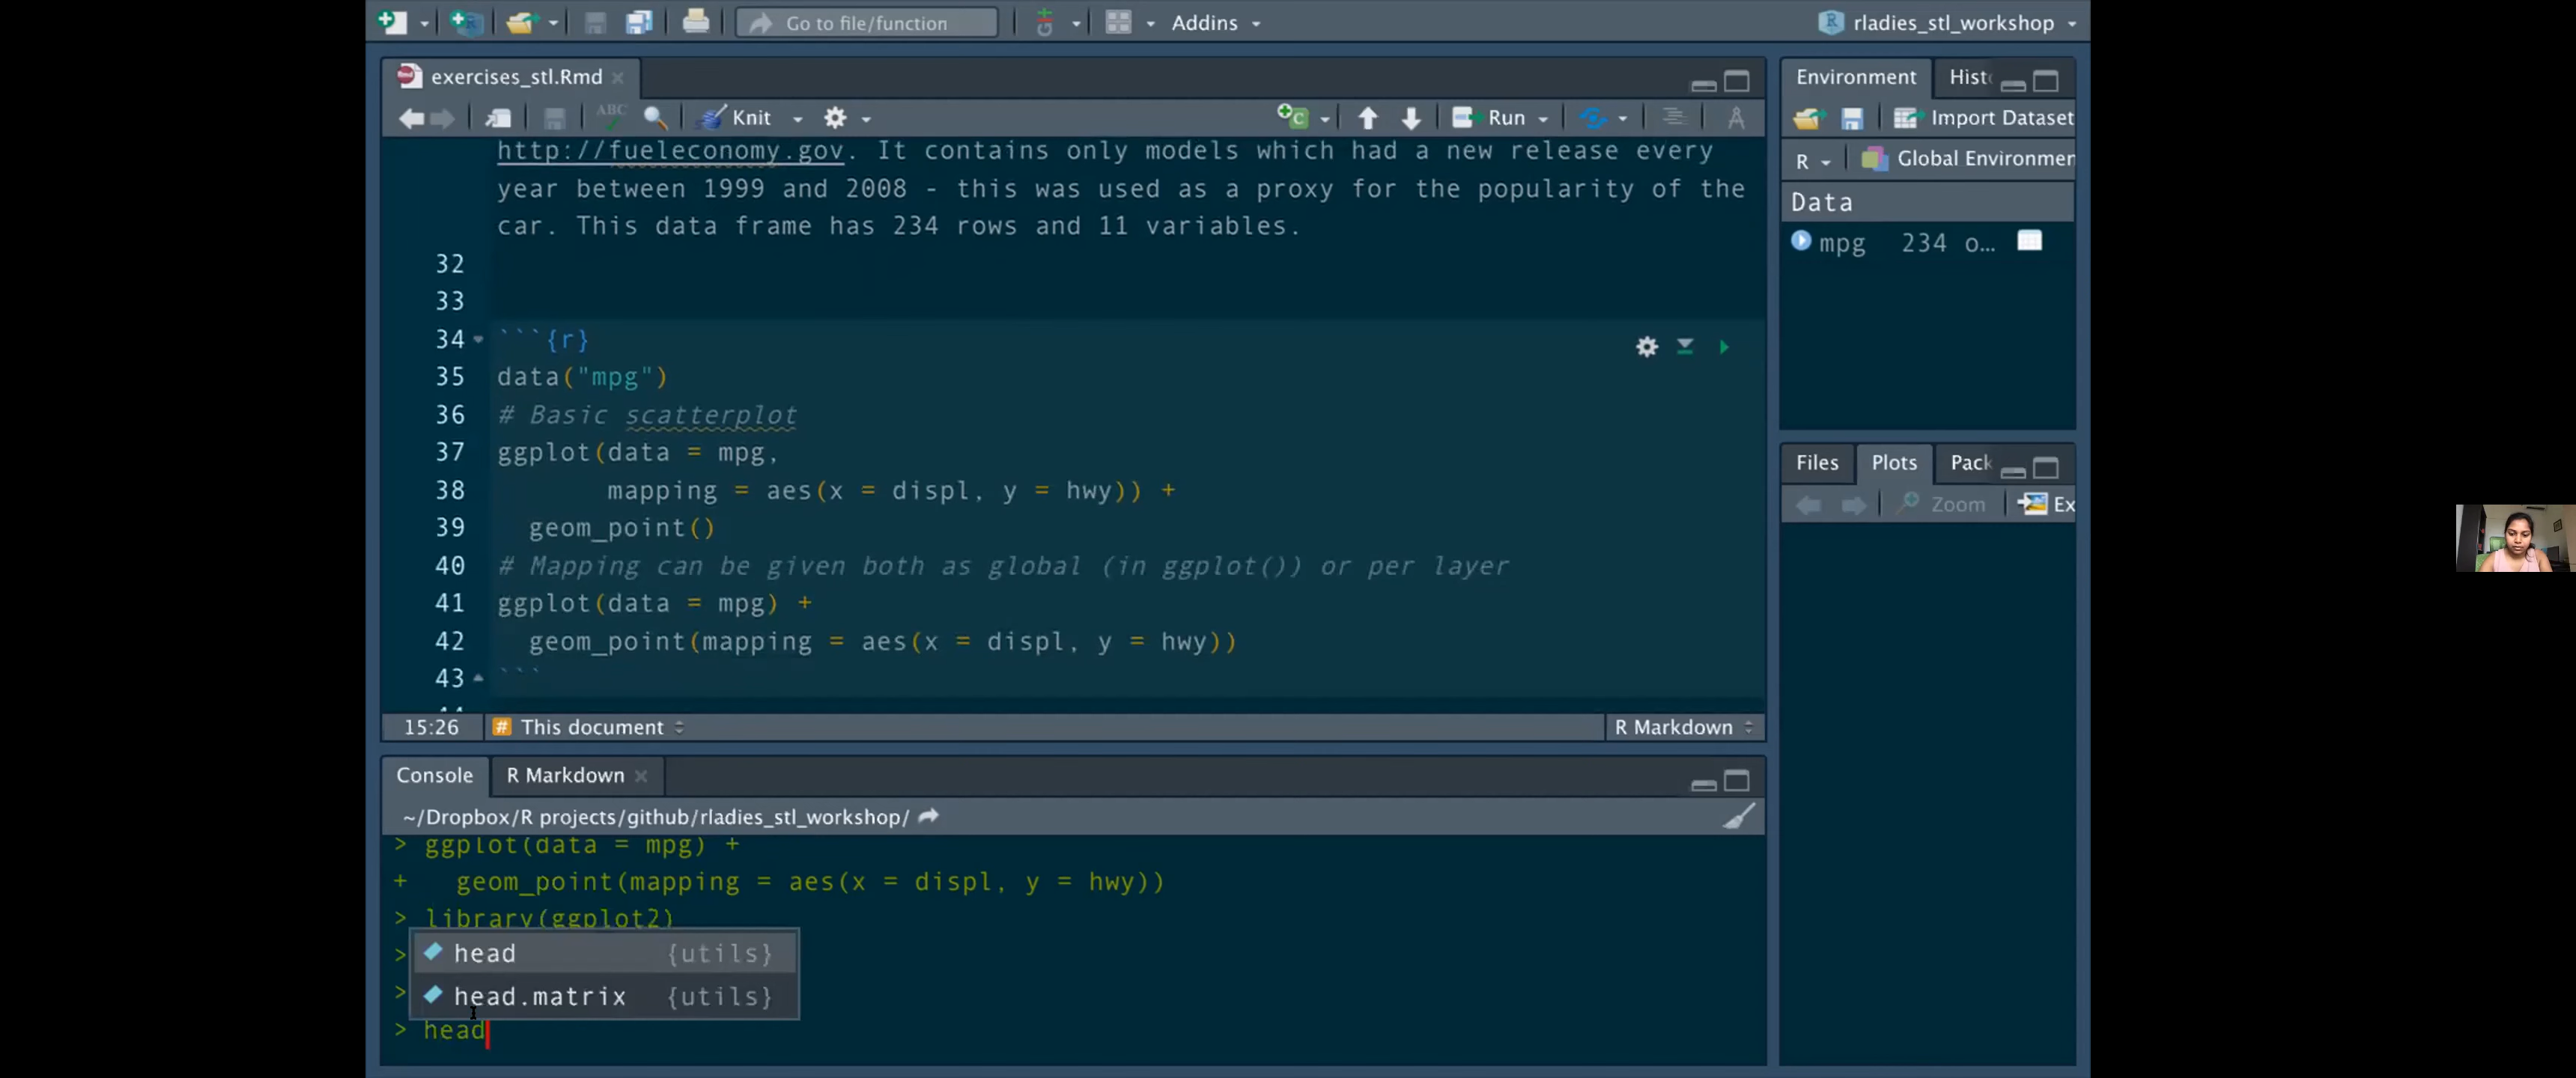 Go to file/function
Addins
rladies_stl_workshop
exercises_stl.Rmd
Environment
Hist
ABC
Knit
Run
Import Dataset
http://fueleconomy.gov. It contains only models which had a new release every
year between 1999 and 2008 - this was used as a proxy for the popularity of the
car. This data frame has 234 rows and 11 variables.
R
Global Environmen
Data
mpg 234 o...
32
33
34 ```{r}
35 data("mpg")
36 # Basic scatterplot
37 ggplot(data = mpg,
38 mapping = aes(x = displ, y = hwy)) +
39 geom_point()
40 # Mapping can be given both as global (in ggplot()) or per layer
41 ggplot(data = mpg) +
42 geom_point(mapping = aes(x = displ, y = hwy))
43 ```
Files
Plots
Pack
Zoom
Ex
15:26
# This document
R Markdown
Console
R Markdown
~/Dropbox/R projects/github/rladies_stl_workshop/
> ggplot(data = mpg) +
+ geom_point(mapping = aes(x = displ, y = hwy))
> library(ggplot2)
>
head {utils}
>
head.matrix {utils}
> head